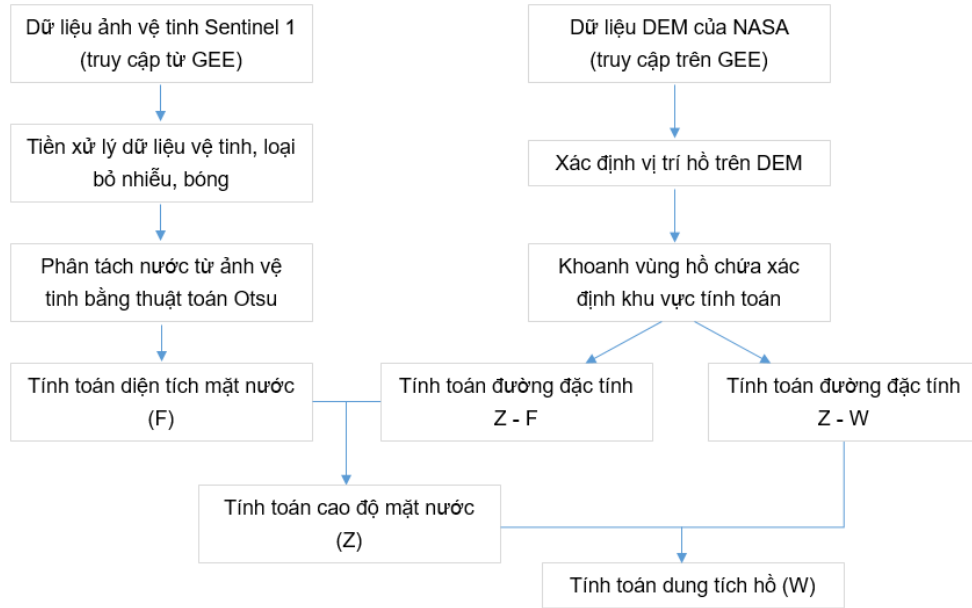 Dữ liệu ảnh vệ tinh Sentinel 1
(truy cập từ GEE)
Dữ liệu DEM của NASA
(truy cập trên GEE)
Tiền xử lý dữ liệu vệ tinh, loại
bỏ nhiễu, bóng
Xác định vị trí hồ trên DEM
Phân tách nước từ ảnh vệ
tinh bằng thuật toán Otsu
Khoanh vùng hồ chứa xác
định khu vực tính toán
Tính toán diện tích mặt nước
(F)
Tính toán đường đặc tính
Z - F
Tính toán đường đặc tính
Z - W
Tính toán cao độ mặt nước
(Z)
Tính toán dung tích hồ (W)